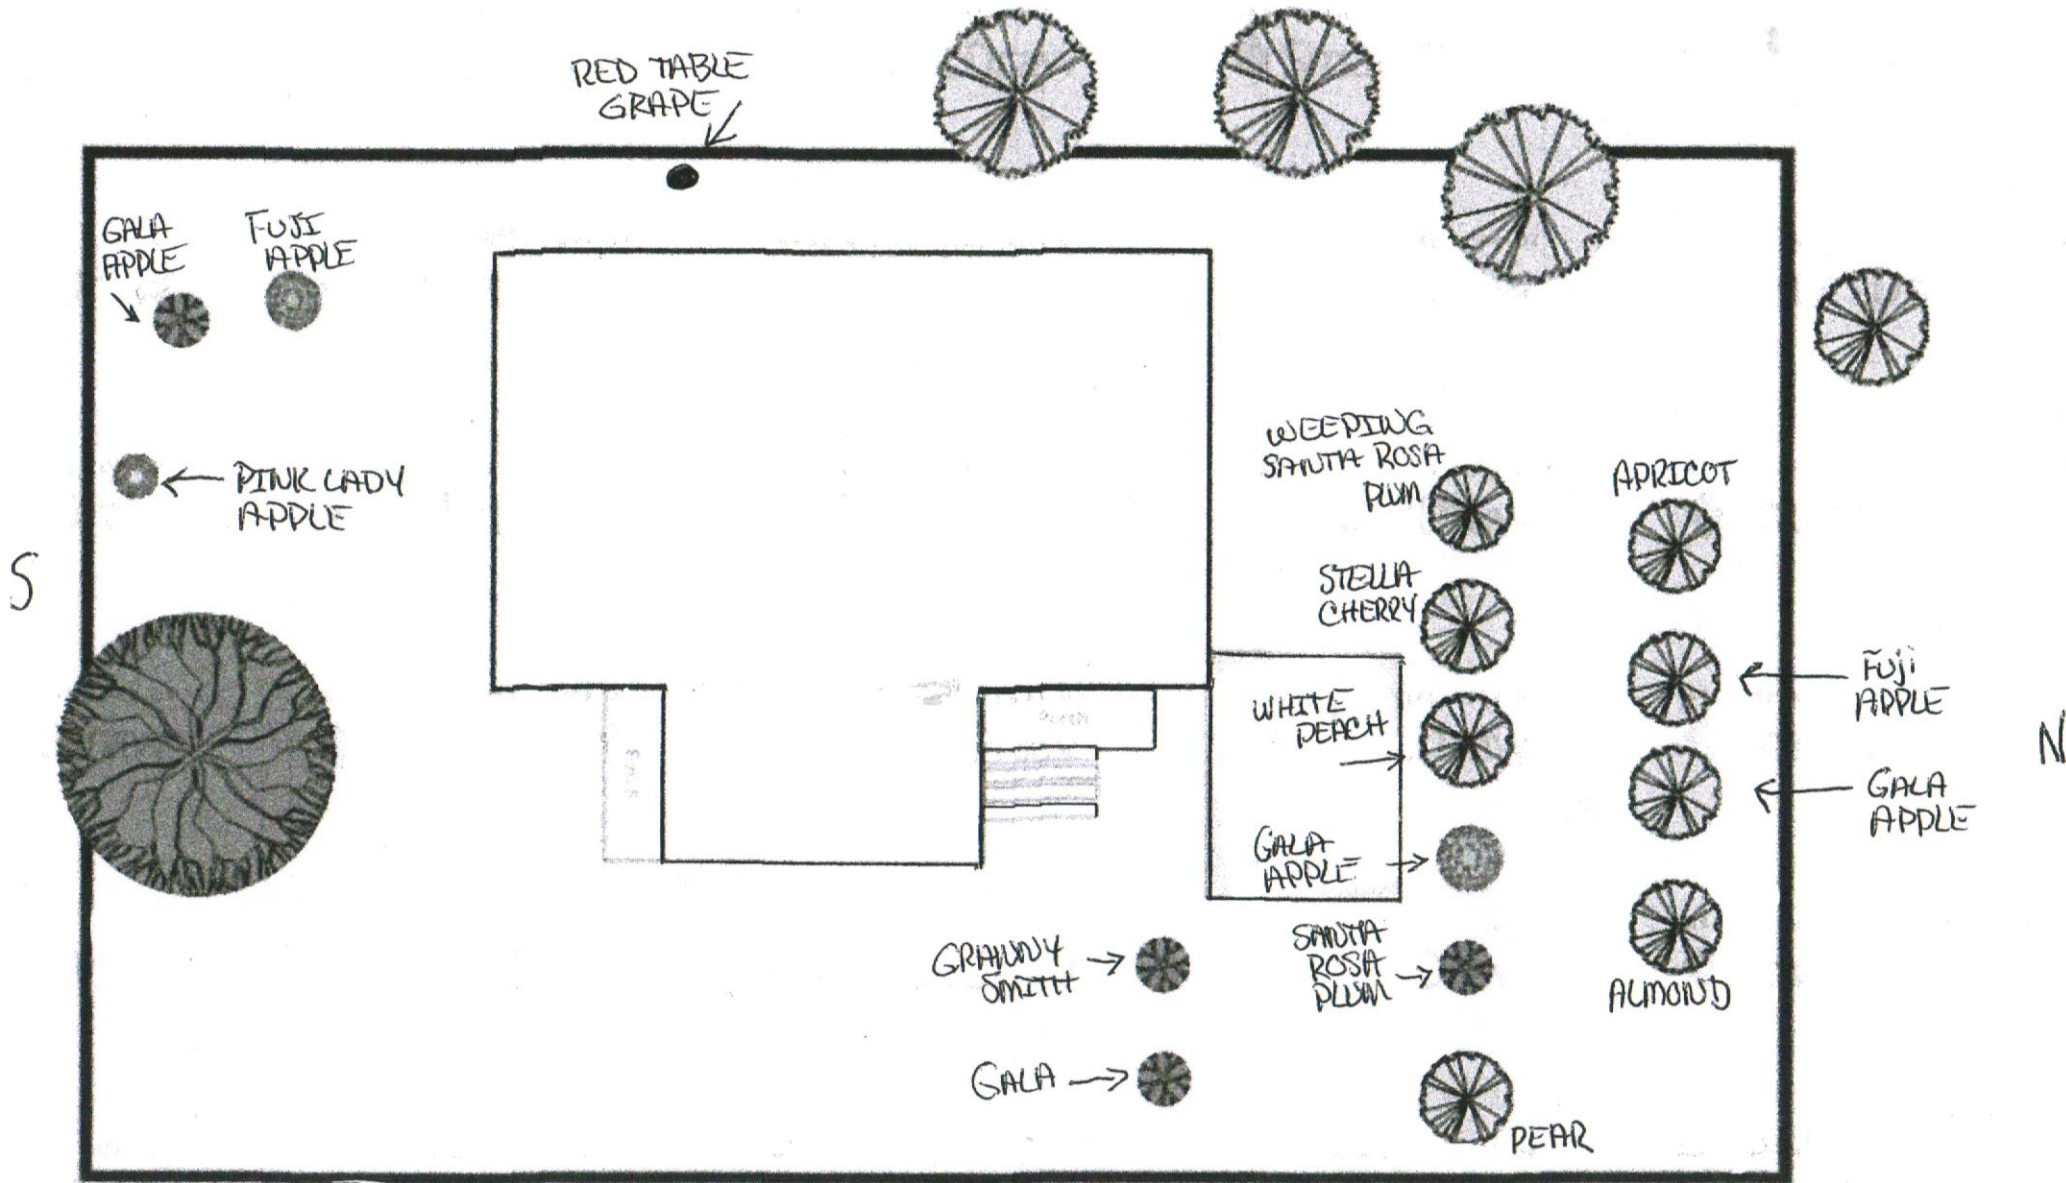 RED TABLE
GRAPE
GALA
APPLE
FUJI
APPLE
PINK LADY
APPLE
S
WEEPING
SANTA ROSA
PLUM
APRICOT
STELLA
CHERRY
FUJI
APPLE
WHITE
PEACH
N
GALA
APPLE
GALA
APPLE
GRANNY
SMITH
SANTA
ROSA
PLUM
ALMOND
GALA
PEAR